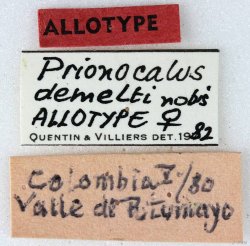 ALLOTYPE
Prionocalus
demelti nobis
ALLOTYPE ♀
QUENTIN & VILLIERS DET. 1982
Colombia I/80
Valle de Putumayo